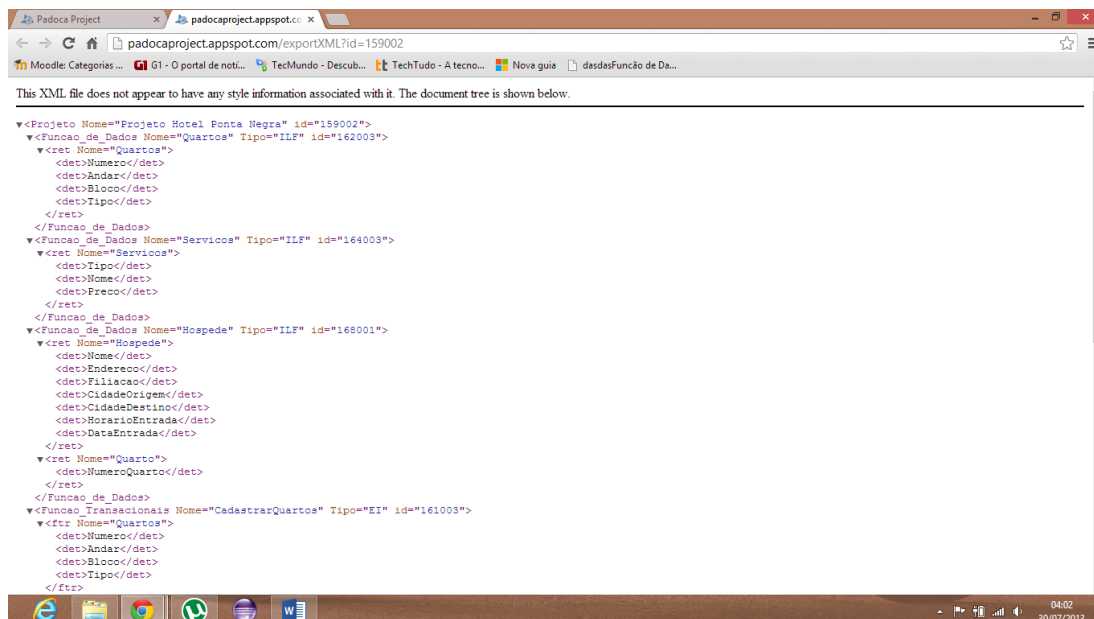 Padoca Project
padocaproject.appspot.co
padocaproject.appspot.com/exportXML?id=159002
Moodle: Categorias ... G1 G1 - O portal de notí... TecMundo - Descub... TechTudo - A tecno... Nova guia dasdasFuncão de Da...
This XML file does not appear to have any style information associated with it. The document tree is shown below.
▼<Projeto Nome="Projeto Hotel Ponta Negra" id="159002">
▼<Funcao_de_Dados Nome="Quartos" Tipo="ILF" id="162003">
▼<ret Nome="Quartos">
<det>Numero</det>
<det>Andar</det>
<det>Bloco</det>
<det>Tipo</det>
</ret>
</Funcao_de_Dados>
▼<Funcao_de_Dados Nome="Servicos" Tipo="ILF" id="164003">
▼<ret Nome="Servicos">
<det>Tipo</det>
<det>Nome</det>
<det>Preco</det>
</ret>
</Funcao_de_Dados>
▼<Funcao_de_Dados Nome="Hospede" Tipo="ILF" id="168001">
▼<ret Nome="Hospede">
<det>Nome</det>
<det>Endereco</det>
<det>Filiacao</det>
<det>CidadeOrigem</det>
<det>CidadeDestino</det>
<det>HorarioEntrada</det>
<det>DataEntrada</det>
</ret>
▼<ret Nome="Quarto">
<det>NumeroQuarto</det>
</ret>
</Funcao_de_Dados>
▼<Funcao_Transacionais Nome="CadastrarQuartos" Tipo="EI" id="161003">
▼<ftr Nome="Quartos">
<det>Numero</det>
<det>Andar</det>
<det>Bloco</det>
<det>Tipo</det>
</ftr>
04:02